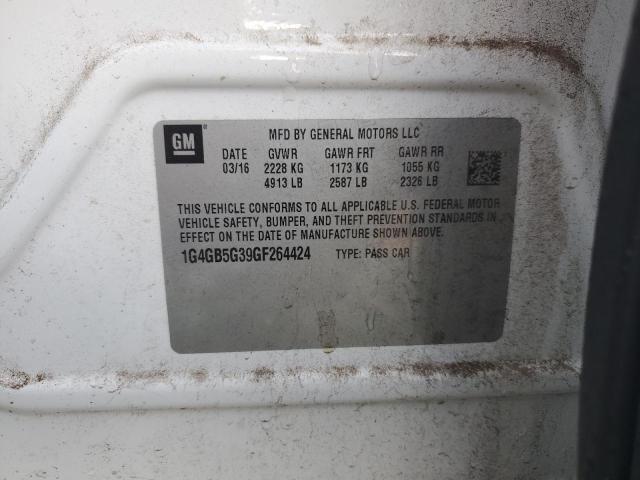 GM
MFD BY GENERAL MOTORS LLC
DATE GVWR GAWR FRT GAWR RR
03/16 2228 KG 1173 KG 1055 KG
4913 LB 2587 LB 2326 LB
THIS VEHICLE CONFORMS TO ALL APPLICABLE U.S. FEDERAL MOTOR
VEHICLE SAFETY, BUMPER, AND THEFT PREVENTION STANDARDS IN
EFFECT ON THE DATE OF MANUFACTURE SHOWN ABOVE.
1G4GB5G39GF264424 TYPE: PASS CAR